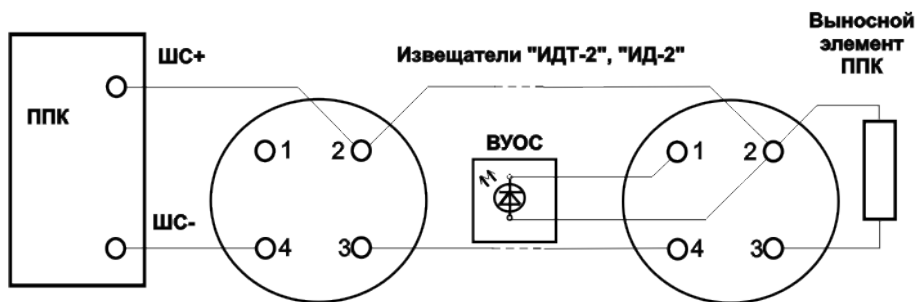 Выносной
элемент
ППК
ШС+
Извещатели "ИДТ-2", "ИД-2"
ППК
ВУОС
1
2
1
2
ШС-
4
3
4
3